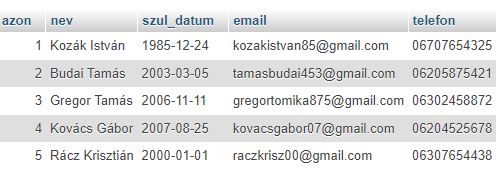 azon nev szul_datum email telefon
1 Kozák István 1985-12-24 kozakistvan85@gmail.com 06707654325
2 Budai Tamás 2003-03-05 tamasbudai453@gmail.com 06205875421
3 Gregor Tamás 2006-11-11 gregortomika875@gmail.com 06302458872
4 Kovács Gábor 2007-08-25 kovacsgabor07@gmail.com 06204525678
5 Rácz Krisztián 2000-01-01 raczkrisz00@gmail.com 06307654438